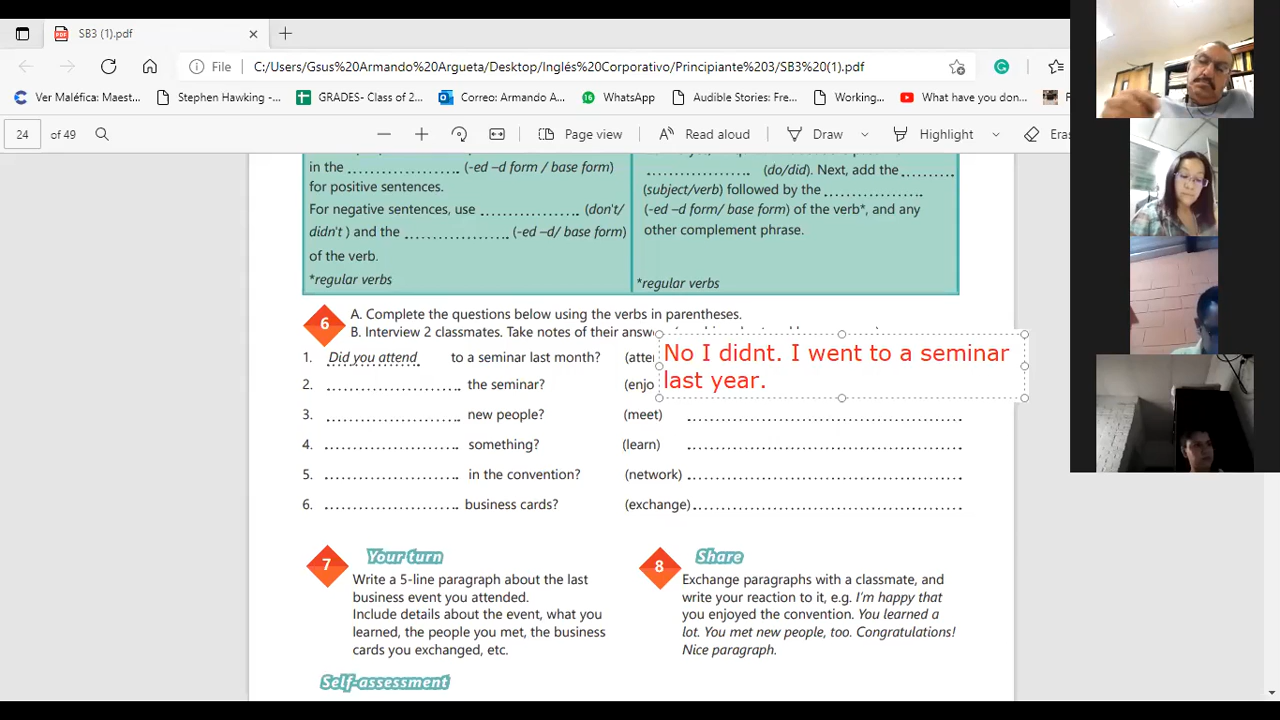 SB3 (1).pdf
File
C:/Users/Gsus%20Armando%20Argueta/Desktop/Inglés%20Corporativo/Principiante%203/SB3%20(1).pdf
Ver Maléfica: Maest...
Stephen Hawking -...
GRADES- Class of 2...
Correo: Armando A...
WhatsApp
Audible Stories: Fre...
Working...
What have you don...
24 of 49
Page view
Read aloud
Draw
Highlight
in the .................... (-ed –d form / base form)
for positive sentences.
For negative sentences, use .................... (don't/
didn't ) and the .................... (-ed –d/ base form)
of the verb.
*regular verbs
.................... (do/did). Next, add the ..........
(subject/verb) followed by the ....................
(-ed –d form/ base form) of the verb*, and any
other complement phrase.
*regular verbs
6
A. Complete the questions below using the verbs in parentheses.
B. Interview 2 classmates. Take notes of their
1. Did you attend to a seminar last month?
No I didnt. I went to a seminar
last year.
2. ........................... the seminar?
3. ........................... new people? (meet) ........................................
4. ........................... something? (learn) ........................................
5. ........................... in the convention? (network) ........................................
6. ........................... business cards? (exchange) ........................................
7
Your turn
Write a 5-line paragraph about the last
business event you attended.
Include details about the event, what you
learned, the people you met, the business
cards you exchanged, etc.
8
Share
Exchange paragraphs with a classmate, and
write your reaction to it, e.g. I'm happy that
you enjoyed the convention. You learned a
lot. You met new people, too. Congratulations!
Nice paragraph.
Self-assessment